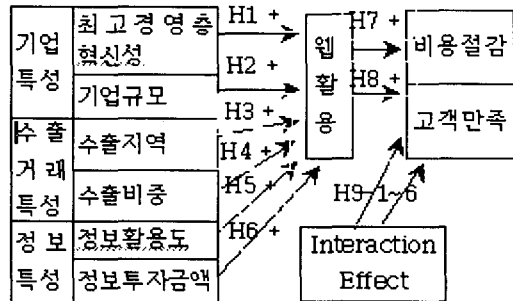 기업
특성
최고경영층
혁신성
기업규모
수출
거래
특성
수출지역
수출비중
정보
특성
정보활용도
정보투자금액
H1 +
H2 +
H3 +
H4 +
H5 +
H6 +
웹
활
용
H7 +
H8 +
비용절감
고객만족
H9-1~6
Interaction
Effect